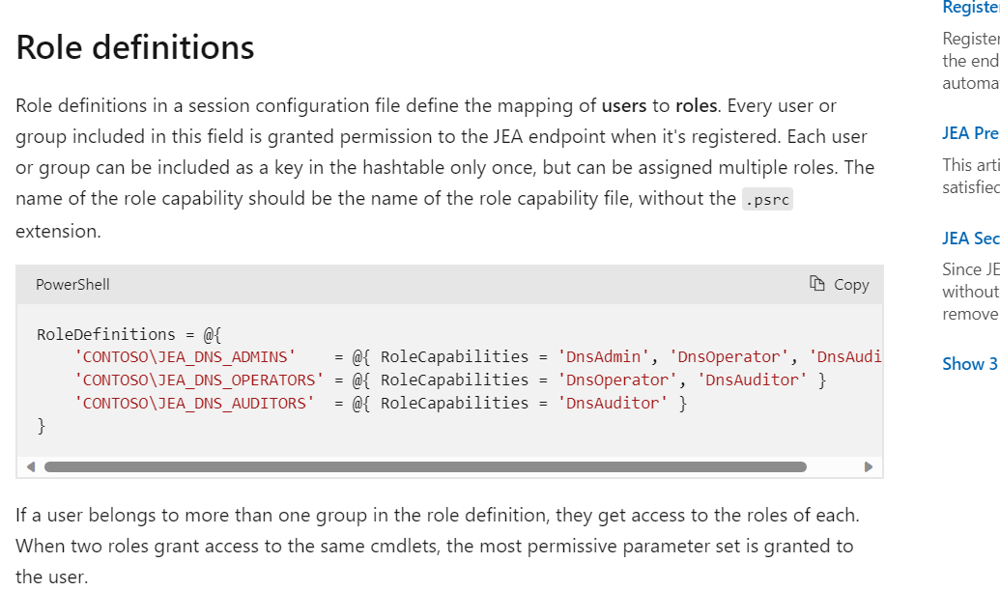 Role definitions
Role definitions in a session configuration file define the mapping of users to roles. Every user or
group included in this field is granted permission to the JEA endpoint when it's registered. Each user
or group can be included as a key in the hashtable only once, but can be assigned multiple roles. The
name of the role capability should be the name of the role capability file, without the .psrc
extension.
PowerShell
Copy
RoleDefinitions = @{
    'CONTOSO\JEA_DNS_ADMINS'    = @{ RoleCapabilities = 'DnsAdmin', 'DnsOperator', 'DnsAudi
    'CONTOSO\JEA_DNS_OPERATORS' = @{ RoleCapabilities = 'DnsOperator', 'DnsAuditor' }
    'CONTOSO\JEA_DNS_AUDITORS'  = @{ RoleCapabilities = 'DnsAuditor' }
}
If a user belongs to more than one group in the role definition, they get access to the roles of each.
When two roles grant access to the same cmdlets, the most permissive parameter set is granted to
the user.
Registe
Register
the end
automa
JEA Pre
This arti
satisfied
JEA Sec
Since JE
without
remove
Show 3